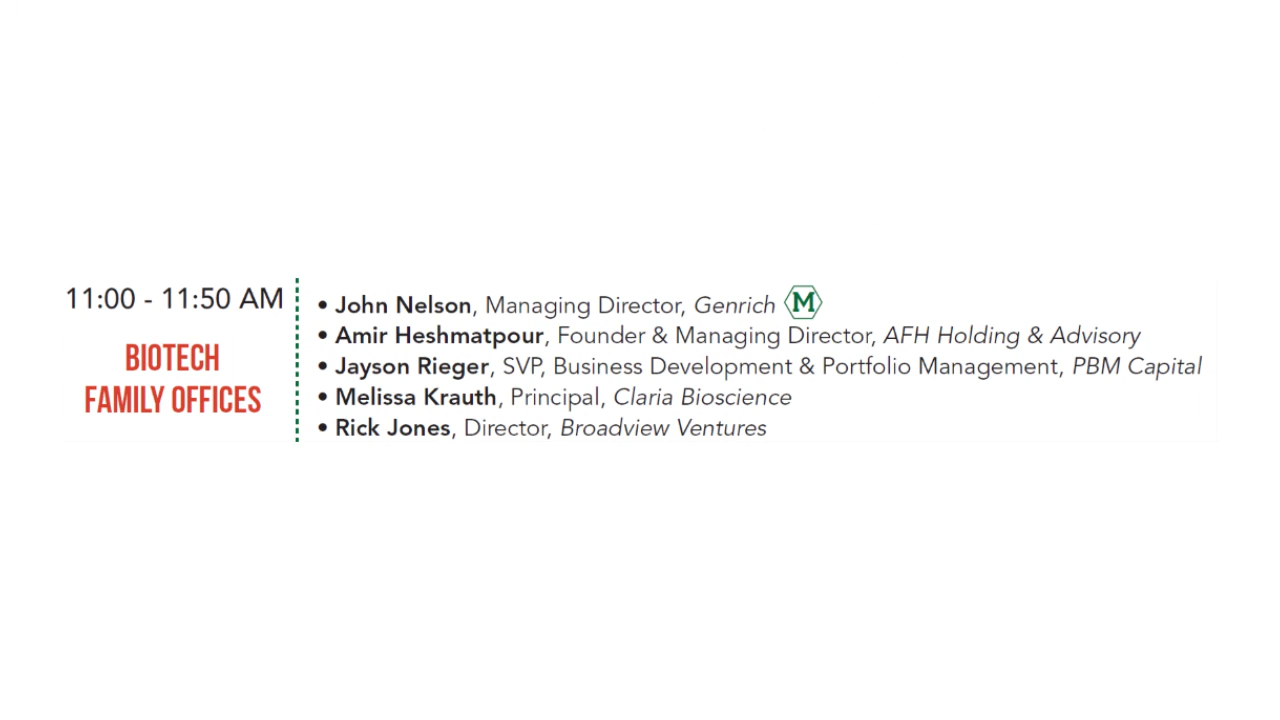 11:00 - 11:50 AM
BIOTECH
FAMILY OFFICES
• John Nelson, Managing Director, Genrich M
• Amir Heshmatpour, Founder & Managing Director, AFH Holding & Advisory
• Jayson Rieger, SVP, Business Development & Portfolio Management, PBM Capital
• Melissa Krauth, Principal, Claria Bioscience
• Rick Jones, Director, Broadview Ventures